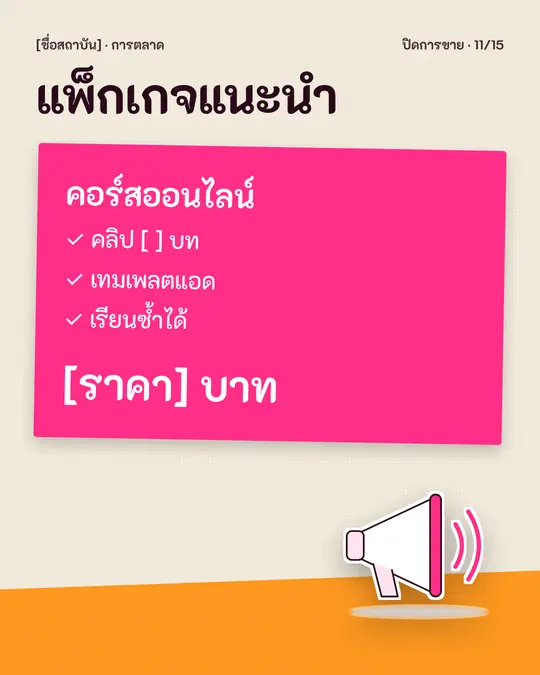 [ชื่อสถาบัน] · การตลาด
ปิดการขาย · 11/15
แพ็กเกจแนะนำ
คอร์สออนไลน์
✓ คลิป [ ] บท
✓ เทมเพลตแอด
✓ เรียนซ้ำได้
[ราคา] บาท